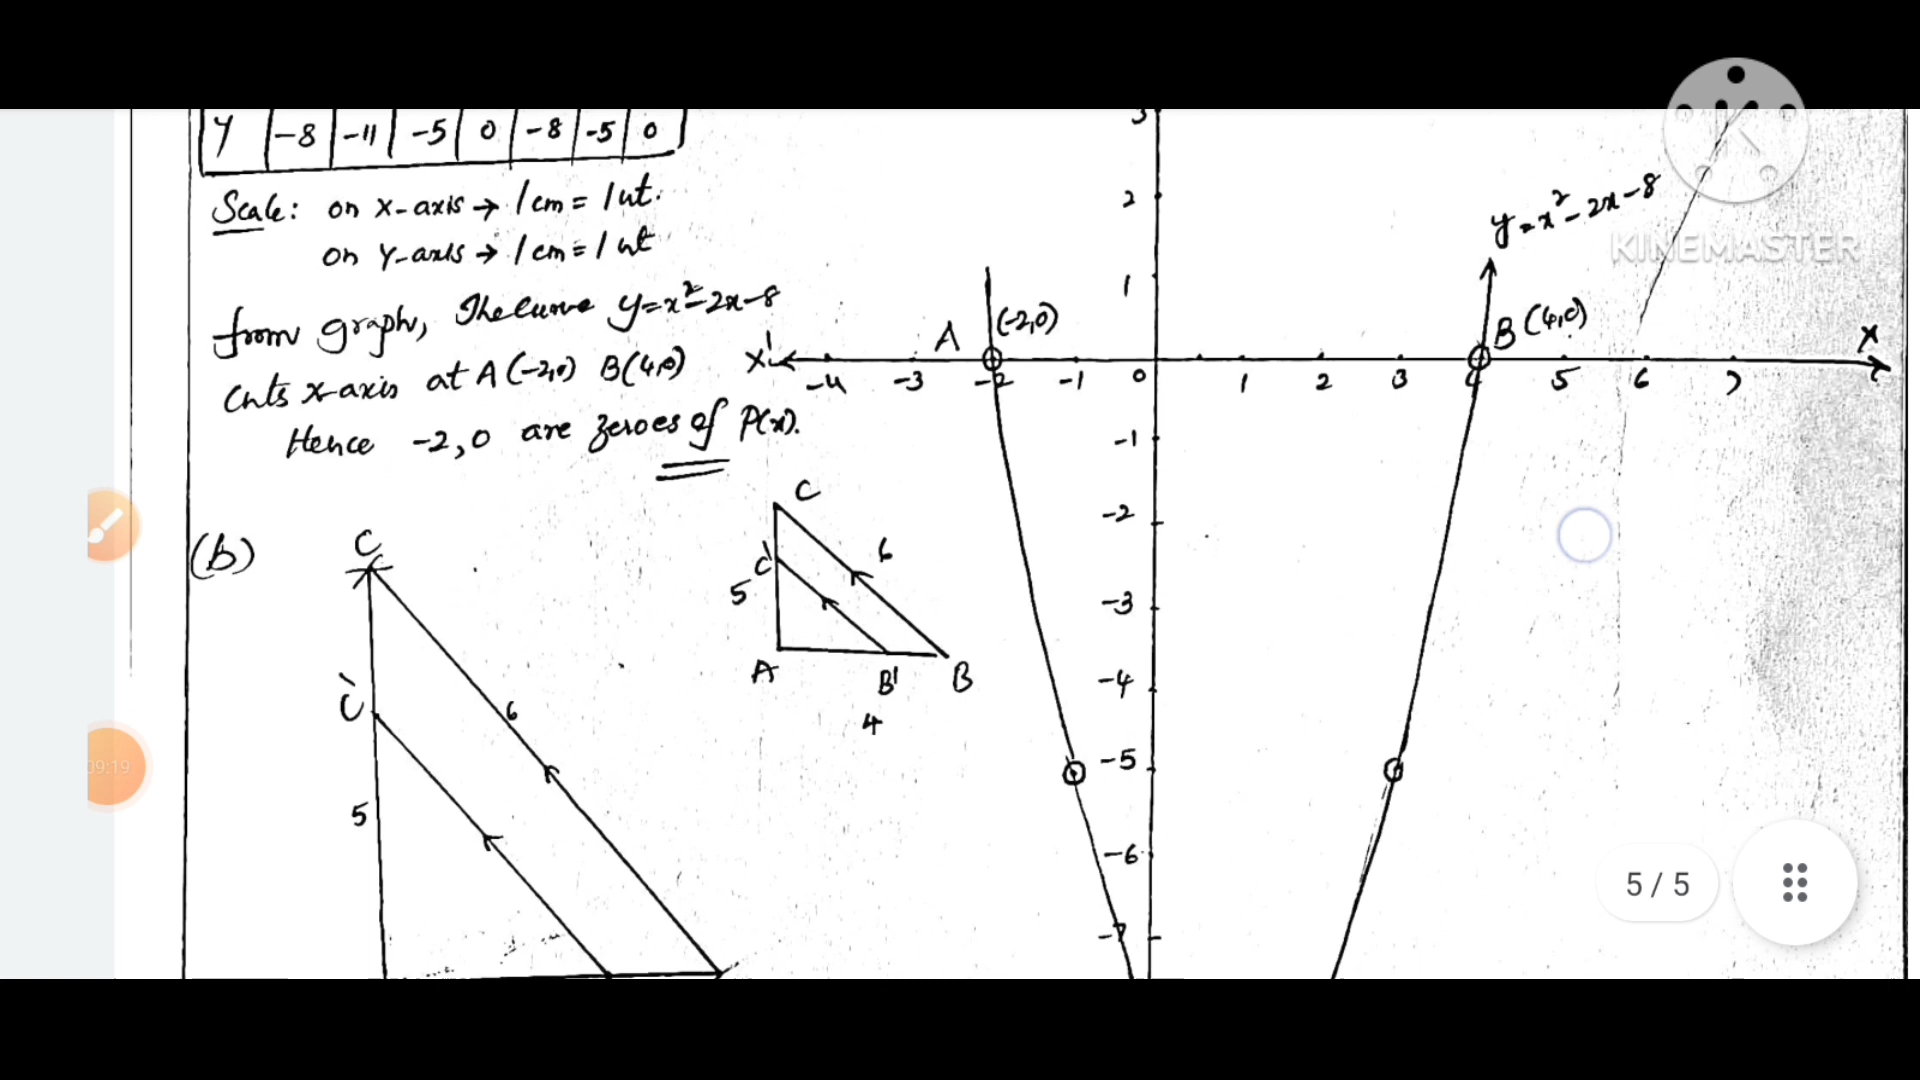 Y | -8 | -11 | -5 | 0 | -8 | -5 | 0
Scale: on X-axis → 1cm = 1ut.
on Y-axis → 1cm = 1ut
from graph, The curve y=x²-2x-8
Cuts x-axis at A(-2,0) B(4,0)
Hence -2,0 are zeroes of P(x).
(b)
C
C'
6
5
C
C'
6
5
A
B'
B
4
3
2
1
y=x²-2x-8
KINEMASTER
A
(-2,0)
B(4,0)
X'
X
-4 -3 -2 -1 0 1 2 3 4 5 6 7
-1
-2
-3
-4
-5
-6
-7
09:19
5 / 5